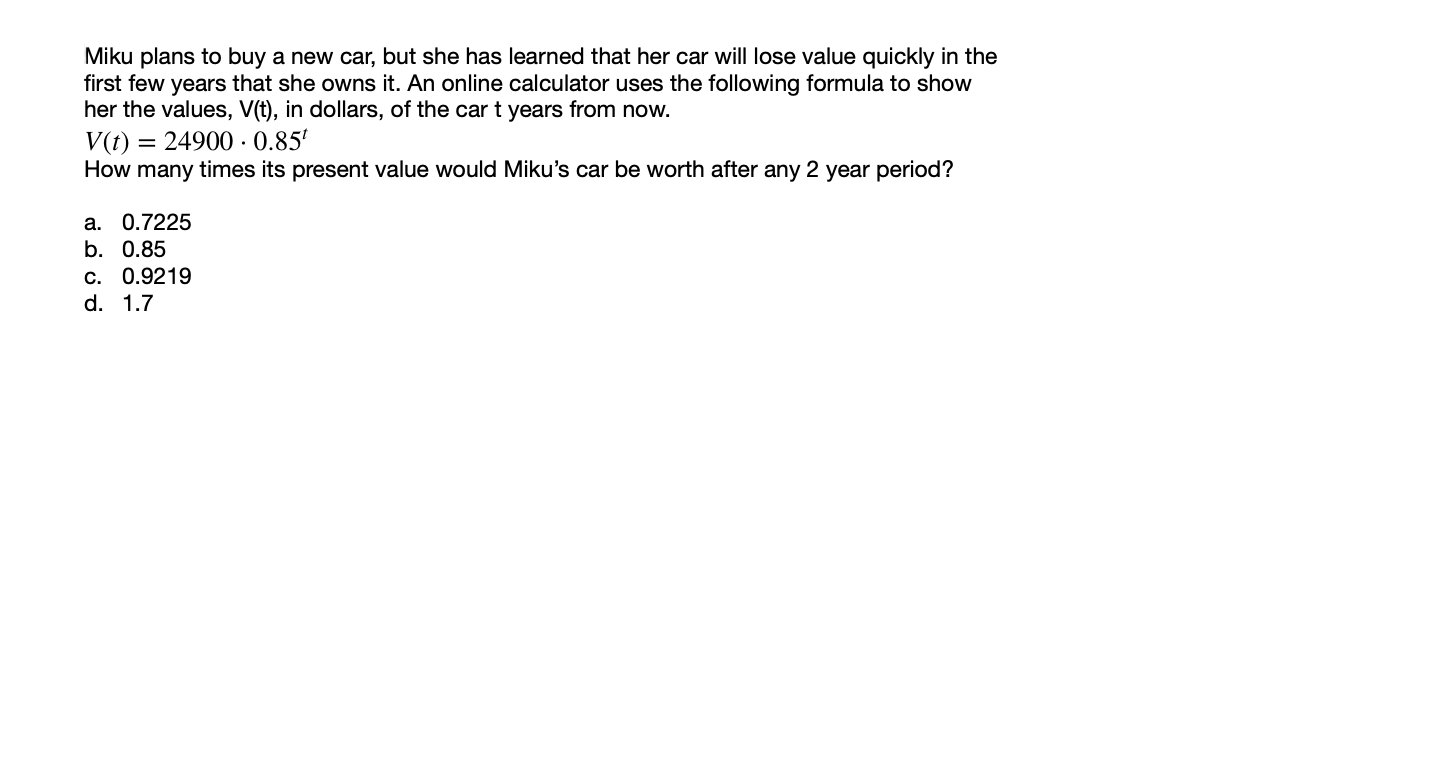 Miku plans to buy a new car, but she has learned that her car will lose value quickly in the
first few years that she owns it. An online calculator uses the following formula to show
her the values, V(t), in dollars, of the car t years from now.
V(t) = 24900 · 0.85ᵗ
How many times its present value would Miku’s car be worth after any 2 year period?
a. 0.7225
b. 0.85
c. 0.9219
d. 1.7